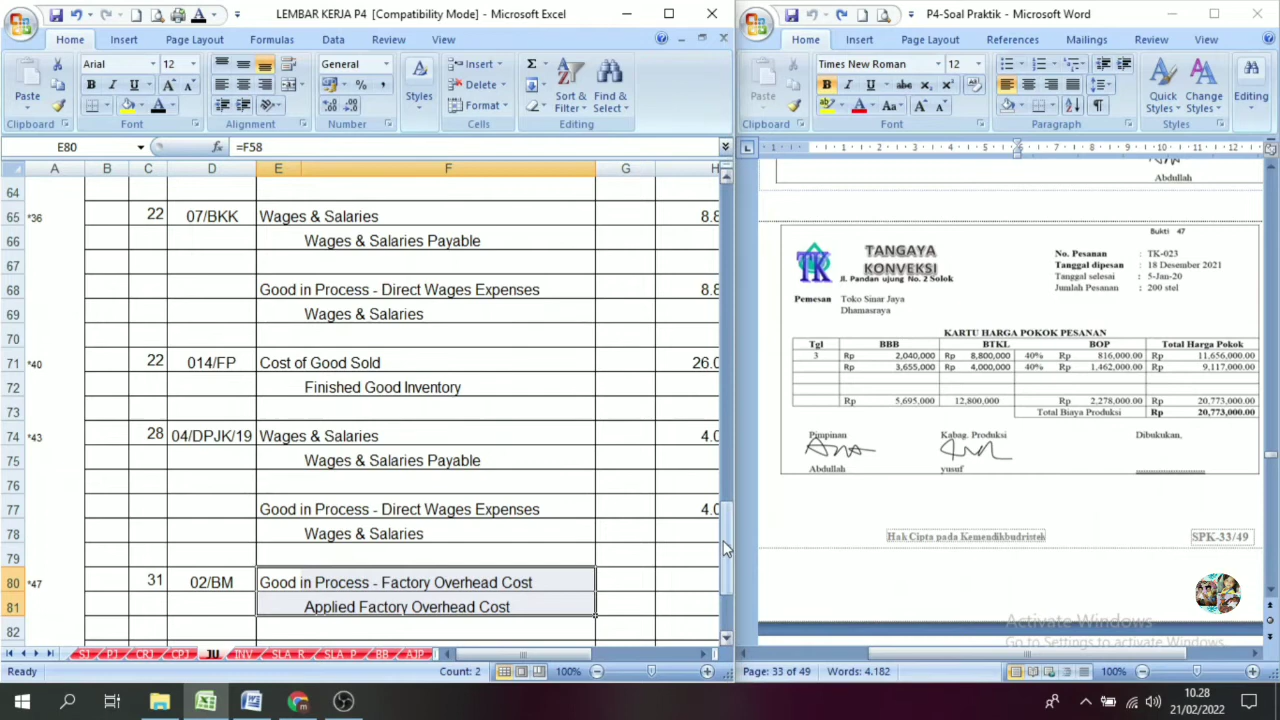 LEMBAR KERJA P4 [Compatibility Mode] - Microsoft Excel
Home Insert Page Layout Formulas Data Review View
Paste
Clipboard
Arial 12
Font
Alignment
General
Number
Styles
Insert
Delete
Format
Cells
Sort & Filter
Find & Select
Editing
E80 =F58
A B C D E F G H
64
65 *36 22 07/BKK Wages & Salaries 8.8
66 Wages & Salaries Payable
67
68 Good in Process - Direct Wages Expenses 8.8
69 Wages & Salaries
70
71 *40 22 014/FP Cost of Good Sold 26.0
72 Finished Good Inventory
73
74 *43 28 04/DPJK/19 Wages & Salaries 4.0
75 Wages & Salaries Payable
76
77 Good in Process - Direct Wages Expenses 4.0
78 Wages & Salaries
79
80 *47 31 02/BM Good in Process - Factory Overhead Cost
81 Applied Factory Overhead Cost
82
SJ PJ CRJ CPJ JU INV SLA_R SLA_P BB AJP
Ready Count: 2 100%
P4-Soal Praktik - Microsoft Word
Home Insert Page Layout References Mailings Review View
Paste
Clipboard
Times New Roman 12
Font
Paragraph
Quick Styles
Change Styles
Styles
Editing
Abdullah
Bukti 47
TK
TANGAYA
KONVEKSI
Jl. Pandan ujung No. 2 Solok
No. Pesanan : TK-023
Tanggal dipesan : 18 Desember 2021
Tanggal selesai : 5-Jan-20
Jumlah Pesanan : 200 stel
Pemesan Toko Sinar Jaya
Dhamasraya
KARTU HARGA POKOK PESANAN
Tgl BBB BTKL BOP Total Harga Pokok
3 Rp 2,040,000 Rp 8,800,000 40% Rp 816,000.00 Rp 11,656,000.00
Rp 3,655,000 Rp 4,000,000 40% Rp 1,462,000.00 Rp 9,117,000.00
Rp 5,695,000 12,800,000 Rp 2,278,000.00 Rp 20,773,000.00
Total Biaya Produksi Rp 20,773,000.00
Pimpinan Kabag. Produksi Dibukukan,
Abdullah yusuf
Hak Cipta pada Kemendikbudristek SPK-33/49
Activate Windows
Go to Settings to activate Windows.
Page: 33 of 49 Words: 4.182 100%
10.28
21/02/2022